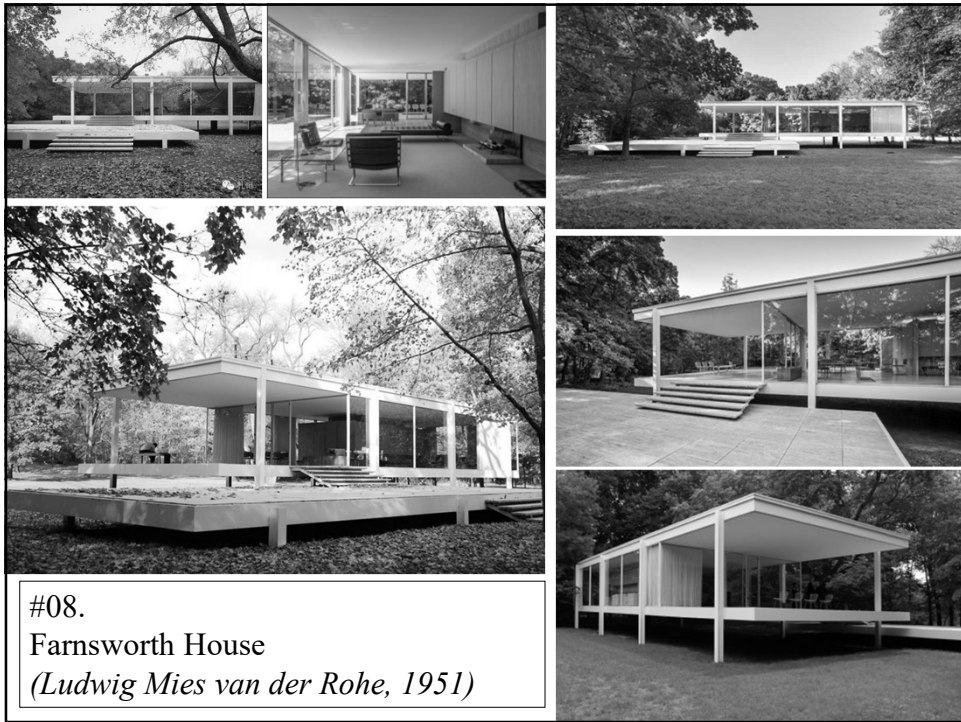 #08.
Farnsworth House
(Ludwig Mies van der Rohe, 1951)